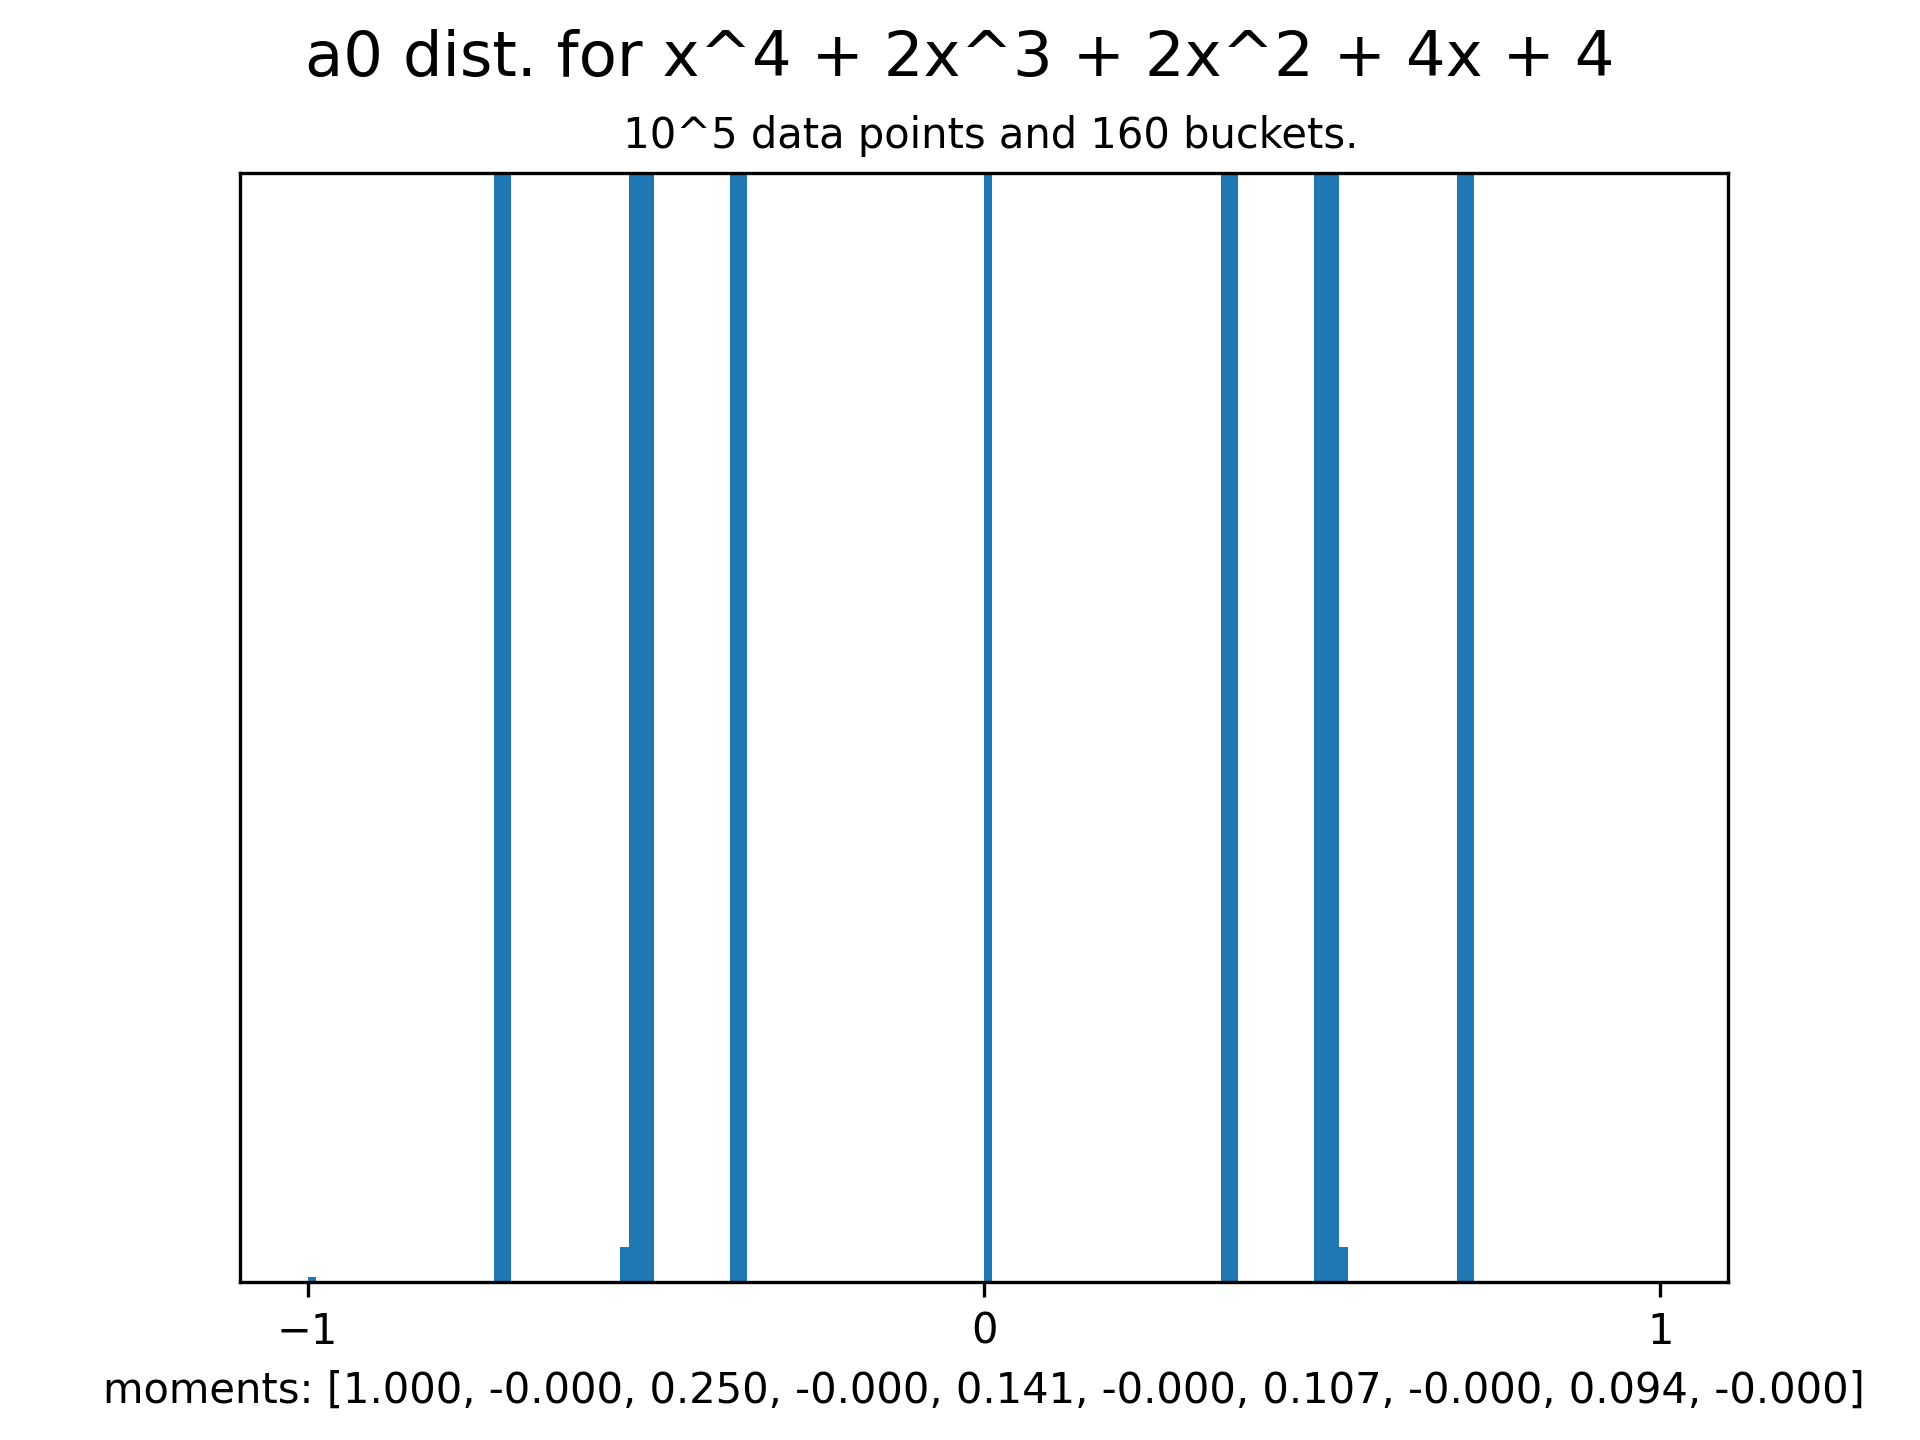 a0 dist. for x^4 + 2x^3 + 2x^2 + 4x + 4
10^5 data points and 160 buckets.
−1 0 1
moments: [1.000, -0.000, 0.250, -0.000, 0.141, -0.000, 0.107, -0.000, 0.094, -0.000]